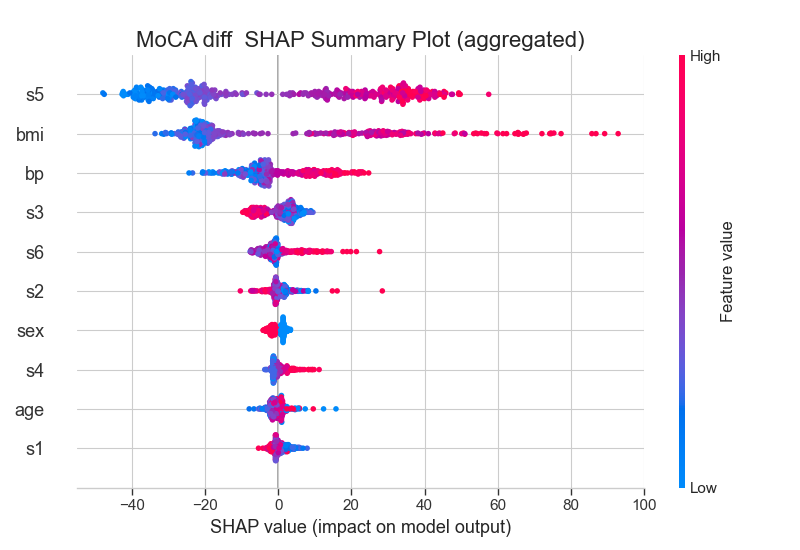 MoCA diff  SHAP Summary Plot (aggregated)
High
s5
bmi
bp
s3
s6
s2
sex
s4
age
s1
Feature value
Low
−40 −20 0 20 40 60 80 100
SHAP value (impact on model output)